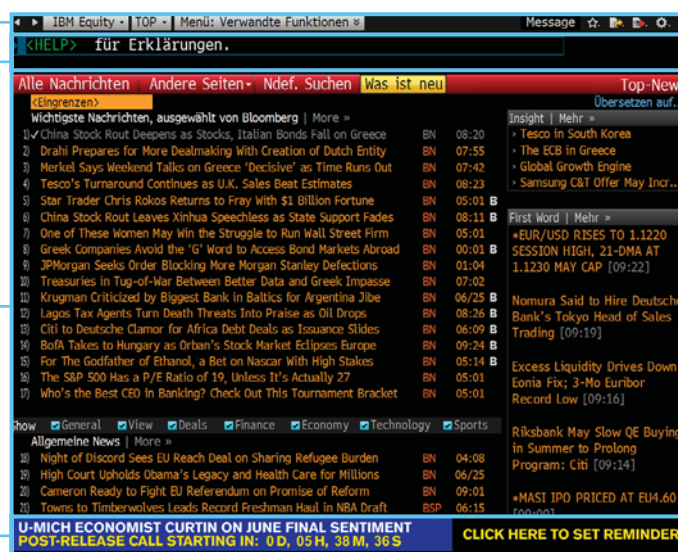 IBM Equity TOP Menü: Verwandte Funktionen Message
<HELP> für Erklärungen.
Alle Nachrichten Andere Seiten Ndef. Suchen Was ist neu Top-New
<Eingrenzen> Übersetzen auf..
Wichtigste Nachrichten, ausgewählt von Bloomberg | More »
1) ✓ China Stock Rout Deepens as Stocks, Italian Bonds Fall on Greece BN 08:20
2) Drahi Prepares for More Dealmaking With Creation of Dutch Entity BN 07:55
3) Merkel Says Weekend Talks on Greece 'Decisive' as Time Runs Out BN 07:42
4) Tesco's Turnaround Continues as U.K. Sales Beat Estimates BN 08:23
5) Star Trader Chris Rokos Returns to Fray With $1 Billion Fortune BN 05:01 B
6) China Stock Rout Leaves Xinhua Speechless as State Support Fades BN 08:11 B
7) One of These Women May Win the Struggle to Run Wall Street Firm BN 05:01
8) Greek Companies Avoid the 'G' Word to Access Bond Markets Abroad BN 00:01 B
9) JPMorgan Seeks Order Blocking More Morgan Stanley Defections BN 01:04
10) Treasuries in Tug-of-War Between Better Data and Greek Impasse BN 07:02
11) Krugman Criticized by Biggest Bank in Baltics for Argentina Jibe BN 06/25 B
12) Lagos Tax Agents Turn Death Threats Into Praise as Oil Drops BN 08:26 B
13) Citi to Deutsche Clamor for Africa Debt Deals as Issuance Slides BN 06:09 B
14) BofA Takes to Hungary as Orban's Stock Market Eclipses Europe BN 09:24 B
15) For The Godfather of Ethanol, a Bet on Nascar With High Stakes BN 05:14 B
16) The S&P 500 Has a P/E Ratio of 19, Unless It's Actually 27 BN 05:01
17) Who's the Best CEO in Banking? Check Out This Tournament Bracket BN 05:01
how General View Deals Finance Economy Technology Sports
Allgemeine News | More »
18) Night of Discord Sees EU Reach Deal on Sharing Refugee Burden BN 04:08
19) High Court Upholds Obama's Legacy and Health Care for Millions BN 06/25
20) Cameron Ready to Fight EU Referendum on Promise of Reform BN 09:01
21) Towns to Timberwolves Leads Record Freshman Haul in NBA Draft BSP 06:15
Insight | Mehr »
› Tesco in South Korea
› The ECB in Greece
› Global Growth Engine
› Samsung C&T Offer May Incr..
First Word | Mehr »
*EUR/USD RISES TO 1.1220
SESSION HIGH, 21-DMA AT
1.1230 MAY CAP [09:22]
Nomura Said to Hire Deutsche
Bank's Tokyo Head of Sales
Trading [09:19]
Excess Liquidity Drives Down
Eonia Fix; 3-Mo Euribor
Record Low [09:16]
Riksbank May Slow QE Buying
in Summer to Prolong
Program: Citi [09:14]
*MASI IPO PRICED AT EU4.60
U-MICH ECONOMIST CURTIN ON JUNE FINAL SENTIMENT
POST-RELEASE CALL STARTING IN: 0 D, 05 H, 38 M, 36 S
CLICK HERE TO SET REMINDER